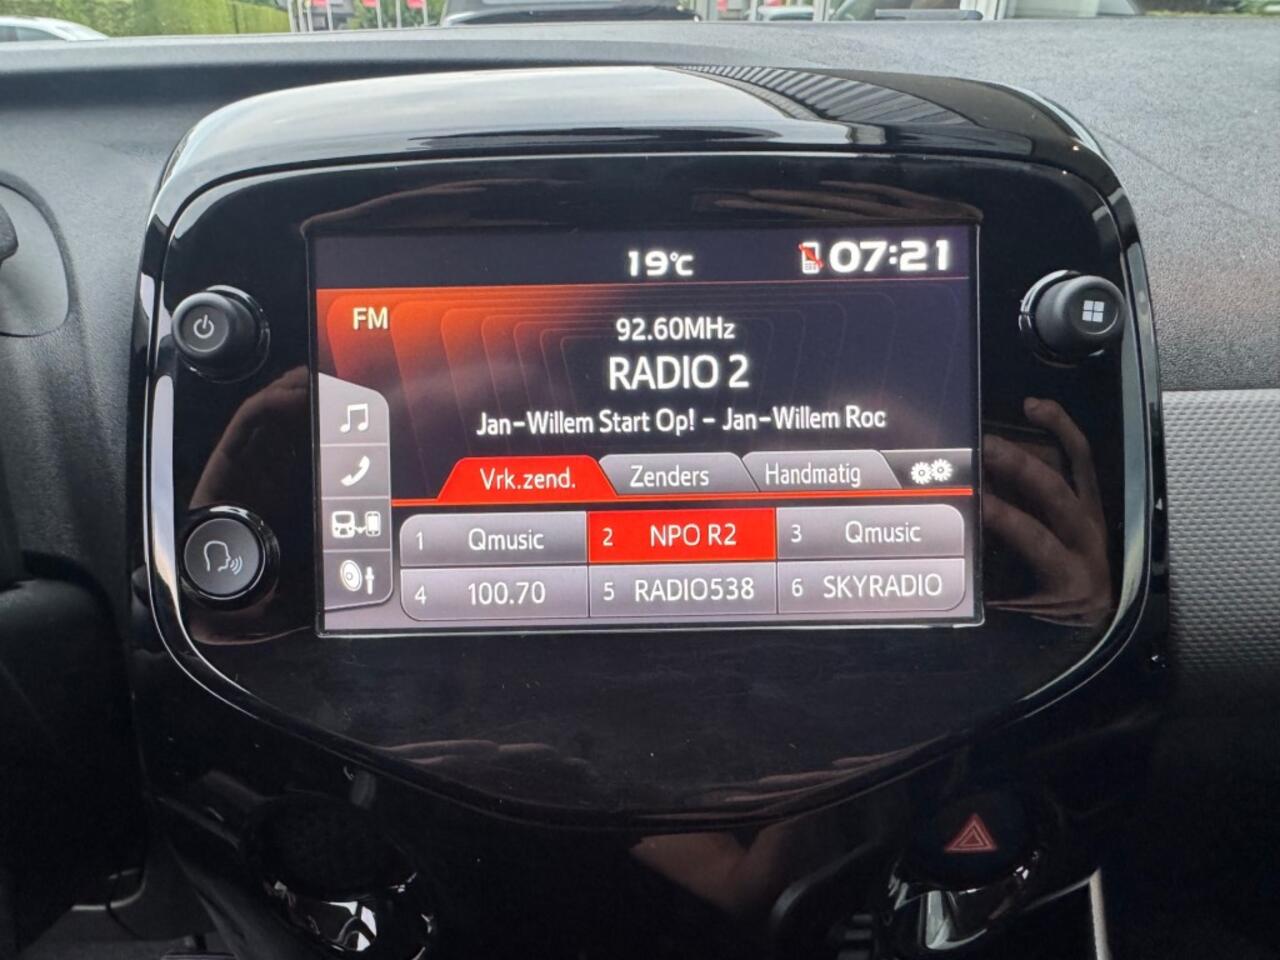 19°C
07:21
FM
92.60MHz
RADIO 2
Jan-Willem Start Op! - Jan-Willem Roc
Vrk.zend. Zenders Handmatig
1 Qmusic 2 NPO R2 3 Qmusic
4 100.70 5 RADIO538 6 SKYRADIO